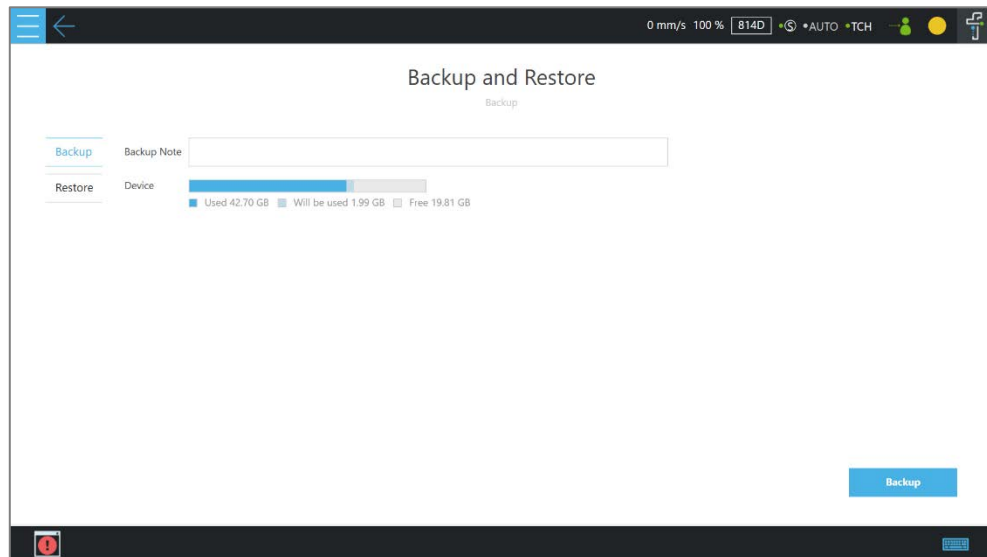 0 mm/s 100 % 814D Ⓢ AUTO TCH
Backup and Restore
Backup
Backup
Backup Note
Restore
Device
Used 42.70 GB Will be used 1.99 GB Free 19.81 GB
Backup